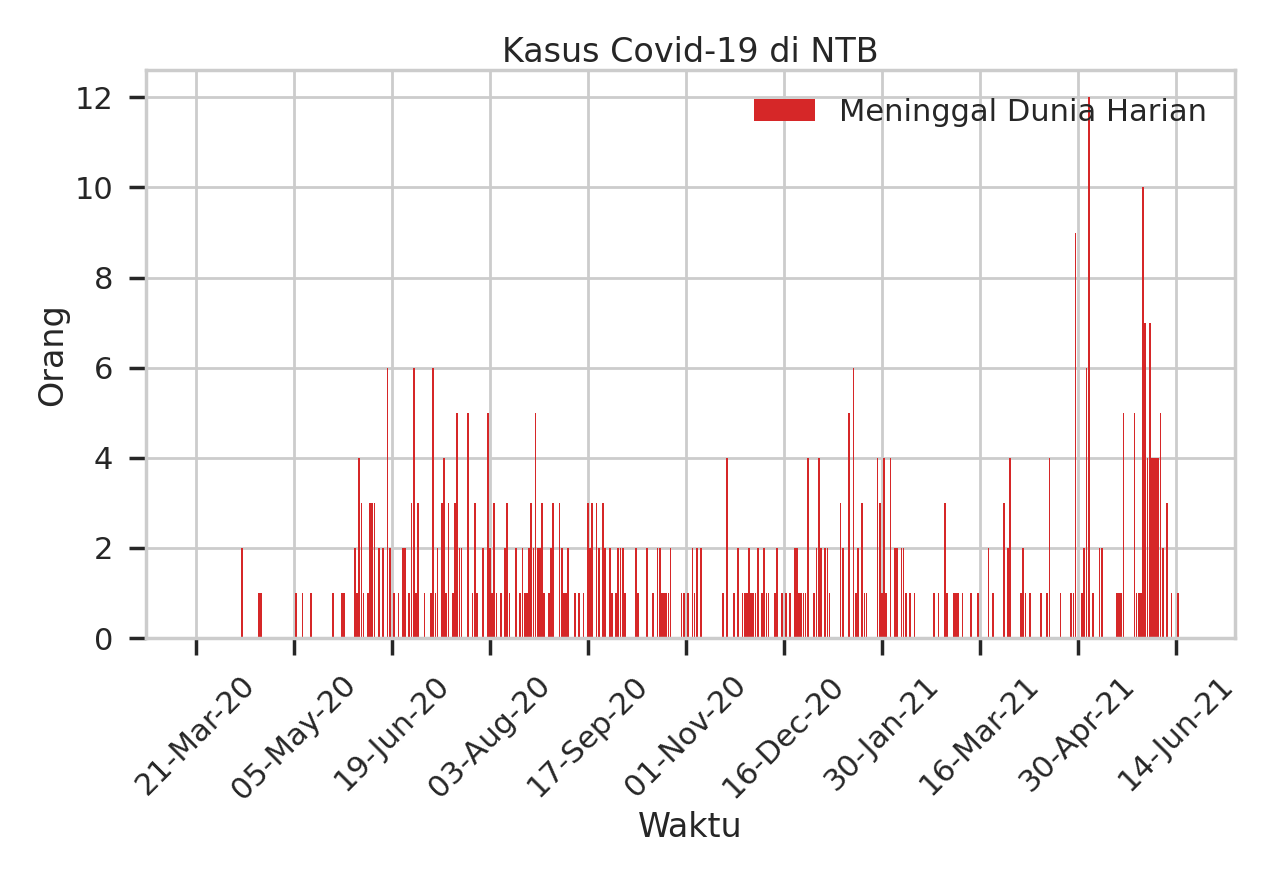 Kasus Covid-19 di NTB
Meninggal Dunia Harian
12
10
8
6
4
2
0
Orang
21-Mar-20
05-May-20
19-Jun-20
03-Aug-20
17-Sep-20
01-Nov-20
16-Dec-20
30-Jan-21
16-Mar-21
30-Apr-21
14-Jun-21
Waktu